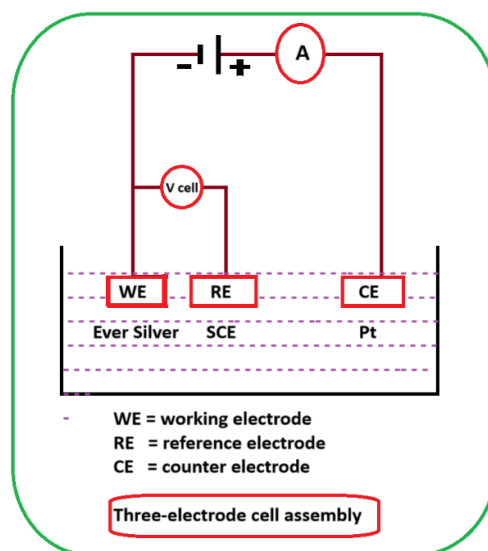 - +
A
V cell
WE RE CE
Ever Silver SCE Pt
WE = working electrode
RE = reference electrode
CE = counter electrode
Three-electrode cell assembly